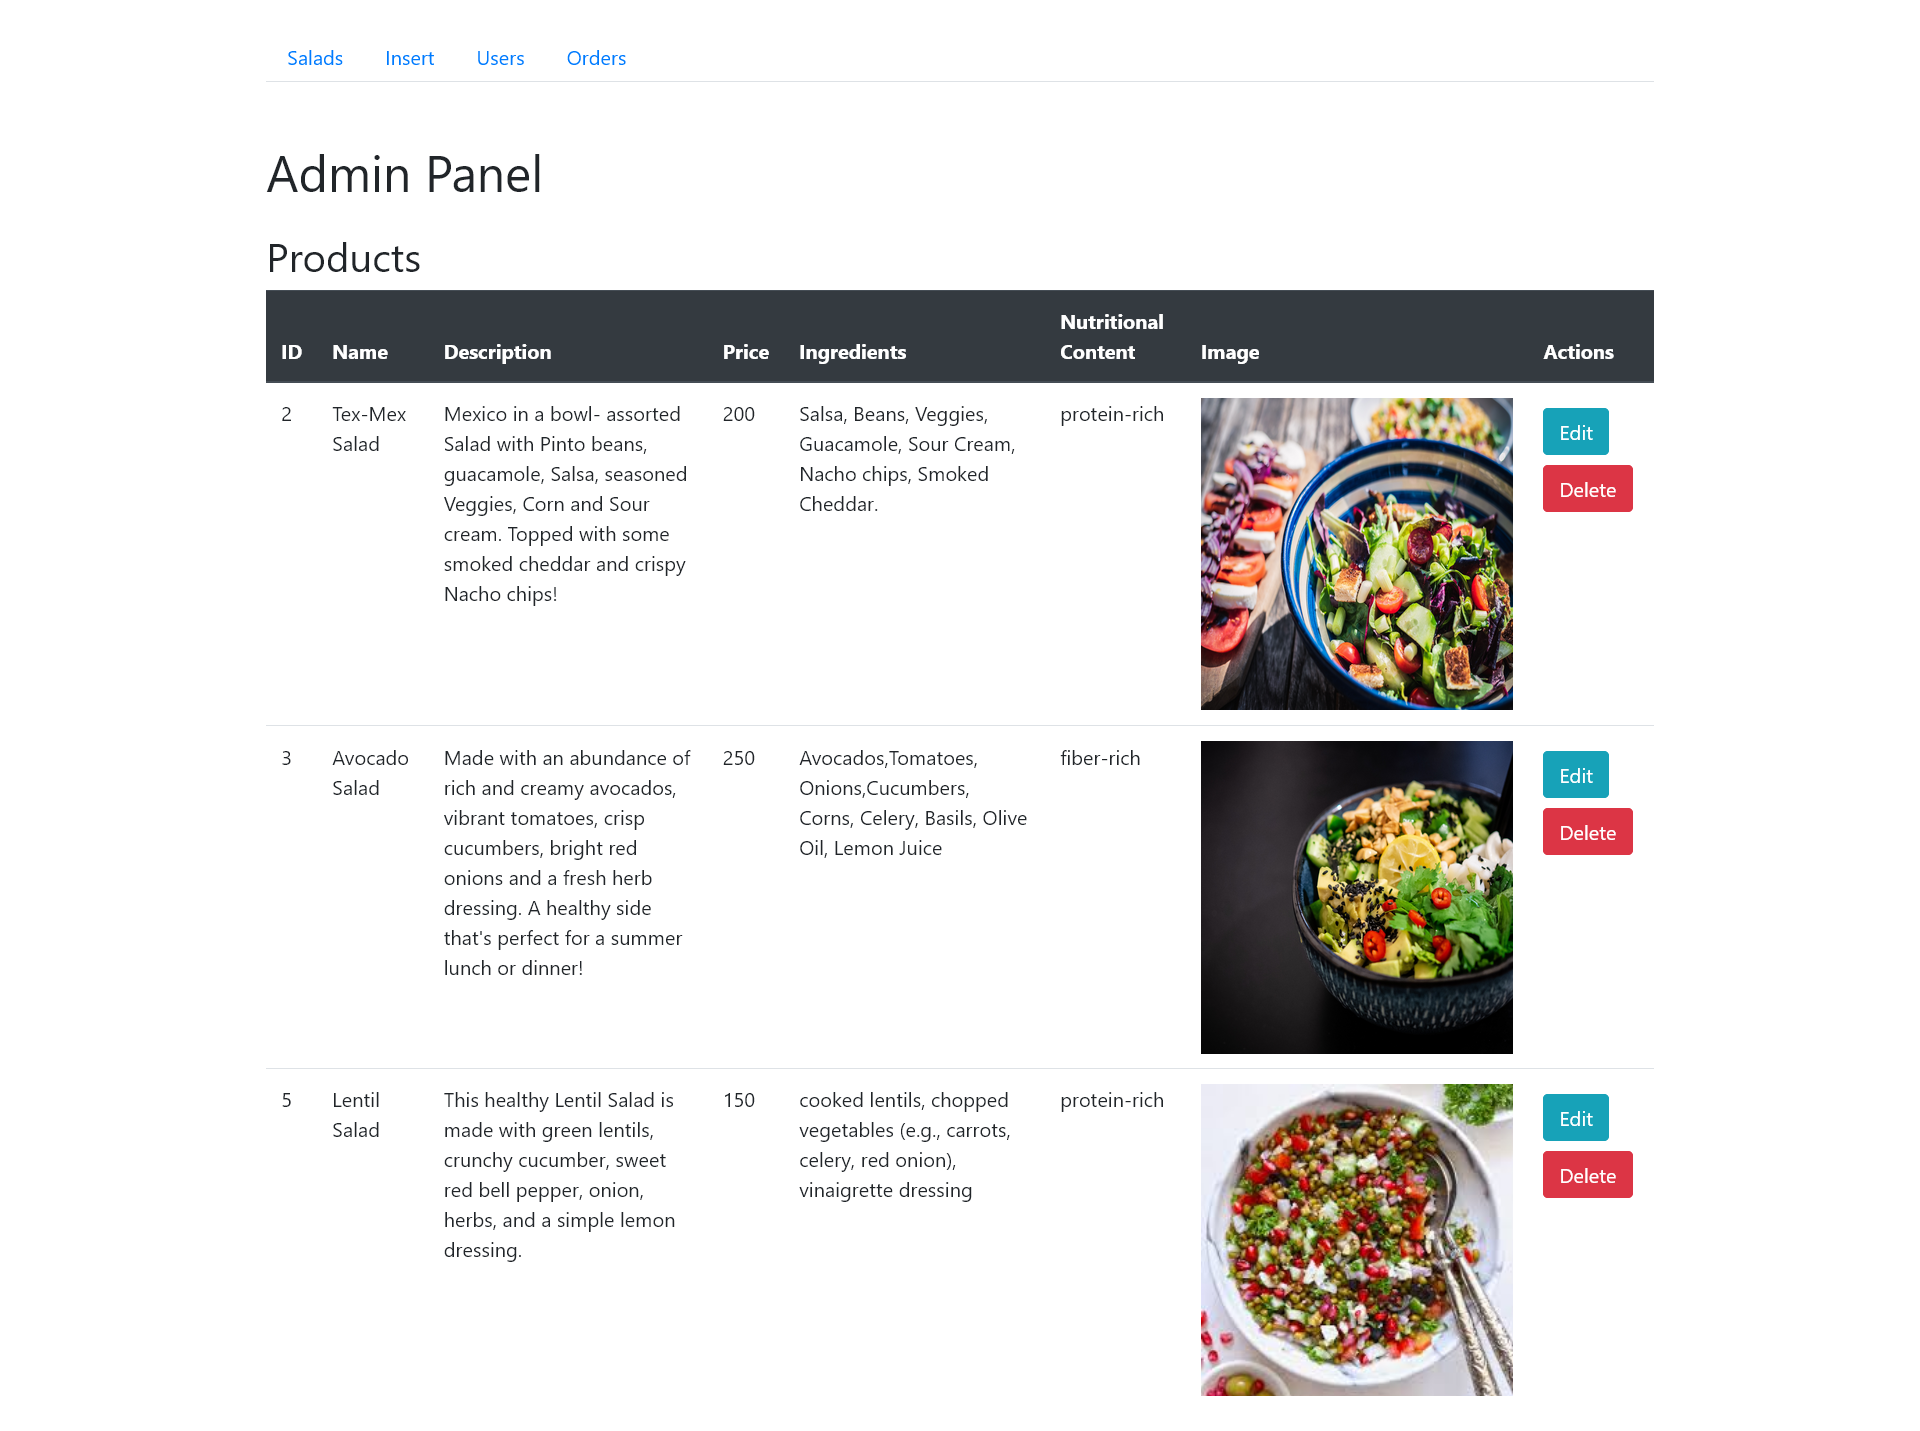 Salads Insert Users Orders
Admin Panel
Products
ID Name Description Price Ingredients Nutritional Content Image Actions
2 Tex-Mex Salad
Mexico in a bowl- assorted
Salad with Pinto beans,
guacamole, Salsa, seasoned
Veggies, Corn and Sour
cream. Topped with some
smoked cheddar and crispy
Nacho chips!
200
Salsa, Beans, Veggies,
Guacamole, Sour Cream,
Nacho chips, Smoked
Cheddar.
protein-rich
Edit
Delete
3 Avocado Salad
Made with an abundance of
rich and creamy avocados,
vibrant tomatoes, crisp
cucumbers, bright red
onions and a fresh herb
dressing. A healthy side
that's perfect for a summer
lunch or dinner!
250
Avocados,Tomatoes,
Onions,Cucumbers,
Corns, Celery, Basils, Olive
Oil, Lemon Juice
fiber-rich
Edit
Delete
5 Lentil Salad
This healthy Lentil Salad is
made with green lentils,
crunchy cucumber, sweet
red bell pepper, onion,
herbs, and a simple lemon
dressing.
150
cooked lentils, chopped
vegetables (e.g., carrots,
celery, red onion),
vinaigrette dressing
protein-rich
Edit
Delete